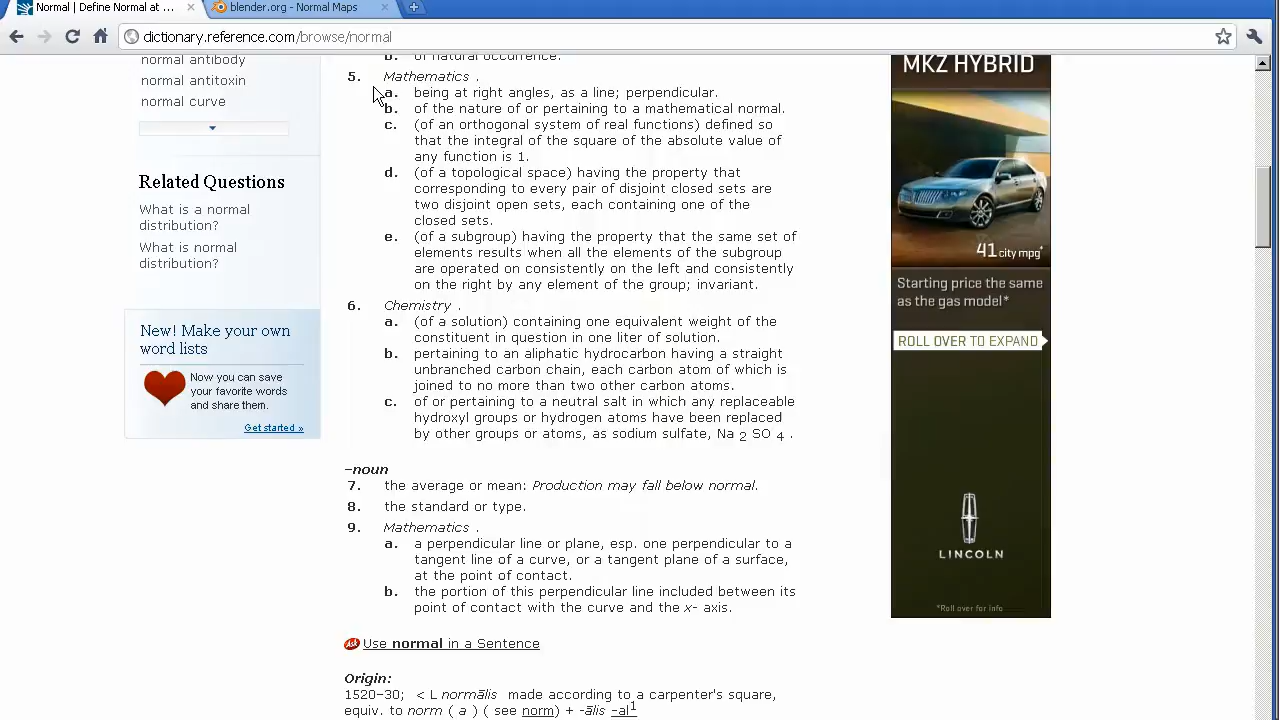 Normal | Define Normal at ...
blender.org - Normal Maps
dictionary.reference.com/browse/normal
normal antibody
normal antitoxin
normal curve
Related Questions
What is a normal
distribution?
What is normal
distribution?
New! Make your own
word lists
Now you can save
your favorite words
and share them.
Get started »
b. of natural occurrence.
5. Mathematics .
a. being at right angles, as a line; perpendicular.
b. of the nature of or pertaining to a mathematical normal.
c. (of an orthogonal system of real functions) defined so
that the integral of the square of the absolute value of
any function is 1.
d. (of a topological space) having the property that
corresponding to every pair of disjoint closed sets are
two disjoint open sets, each containing one of the
closed sets.
e. (of a subgroup) having the property that the same set of
elements results when all the elements of the subgroup
are operated on consistently on the left and consistently
on the right by any element of the group; invariant.
6. Chemistry .
a. (of a solution) containing one equivalent weight of the
constituent in question in one liter of solution.
b. pertaining to an aliphatic hydrocarbon having a straight
unbranched carbon chain, each carbon atom of which is
joined to no more than two other carbon atoms.
c. of or pertaining to a neutral salt in which any replaceable
hydroxyl groups or hydrogen atoms have been replaced
by other groups or atoms, as sodium sulfate, Na 2 SO 4 .
–noun
7. the average or mean: Production may fall below normal.
8. the standard or type.
9. Mathematics .
a. a perpendicular line or plane, esp. one perpendicular to a
tangent line of a curve, or a tangent plane of a surface,
at the point of contact.
b. the portion of this perpendicular line included between its
point of contact with the curve and the x- axis.
Ask Use normal in a Sentence
Origin:
1520–30; < L normālis made according to a carpenter's square,
equiv. to norm ( a ) ( see norm) + -ālis -al1
MKZ HYBRID
41 city mpg*
Starting price the same
as the gas model*
ROLL OVER TO EXPAND
LINCOLN
*Roll over for info